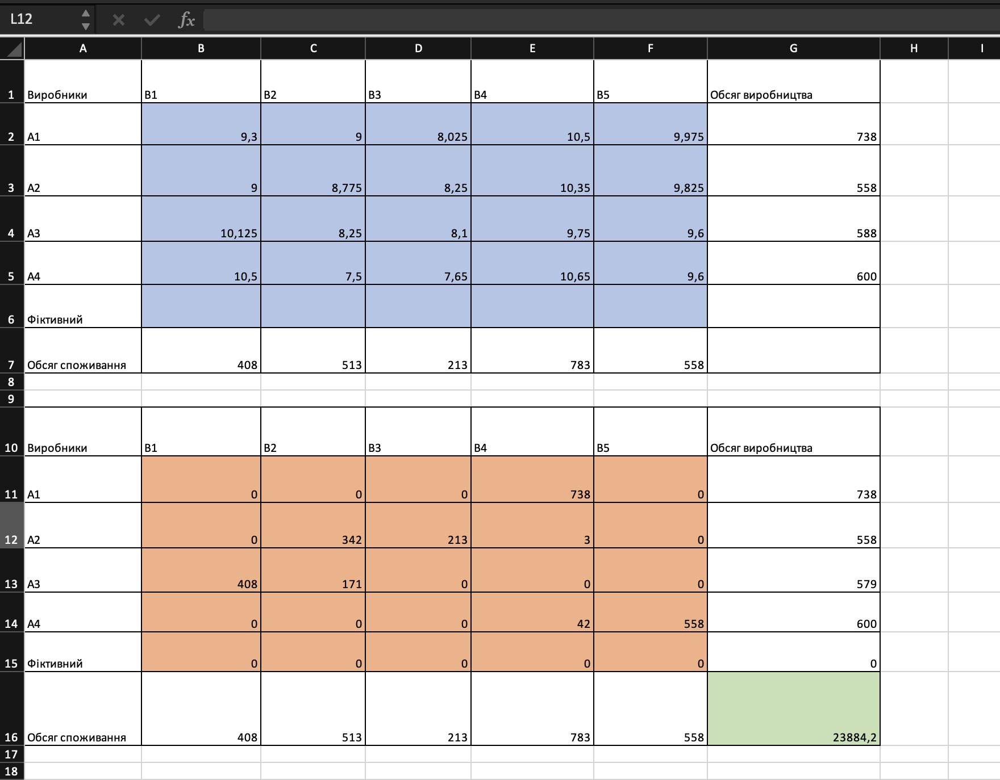 L12 fx
A B C D E F G H I
1 Виробники B1 B2 B3 B4 B5 Обсяг виробництва
2 A1 9,3 9 8,025 10,5 9,975 738
3 A2 9 8,775 8,25 10,35 9,825 558
4 A3 10,125 8,25 8,1 9,75 9,6 588
5 A4 10,5 7,5 7,65 10,65 9,6 600
6 Фіктивний
7 Обсяг споживання 408 513 213 783 558
8
9
10 Виробники B1 B2 B3 B4 B5 Обсяг виробництва
11 A1 0 0 0 738 0 738
12 A2 0 342 213 3 0 558
13 A3 408 171 0 0 0 579
14 A4 0 0 0 42 558 600
15 Фіктивний 0 0 0 0 0 0
16 Обсяг споживання 408 513 213 783 558 23884,2
17
18